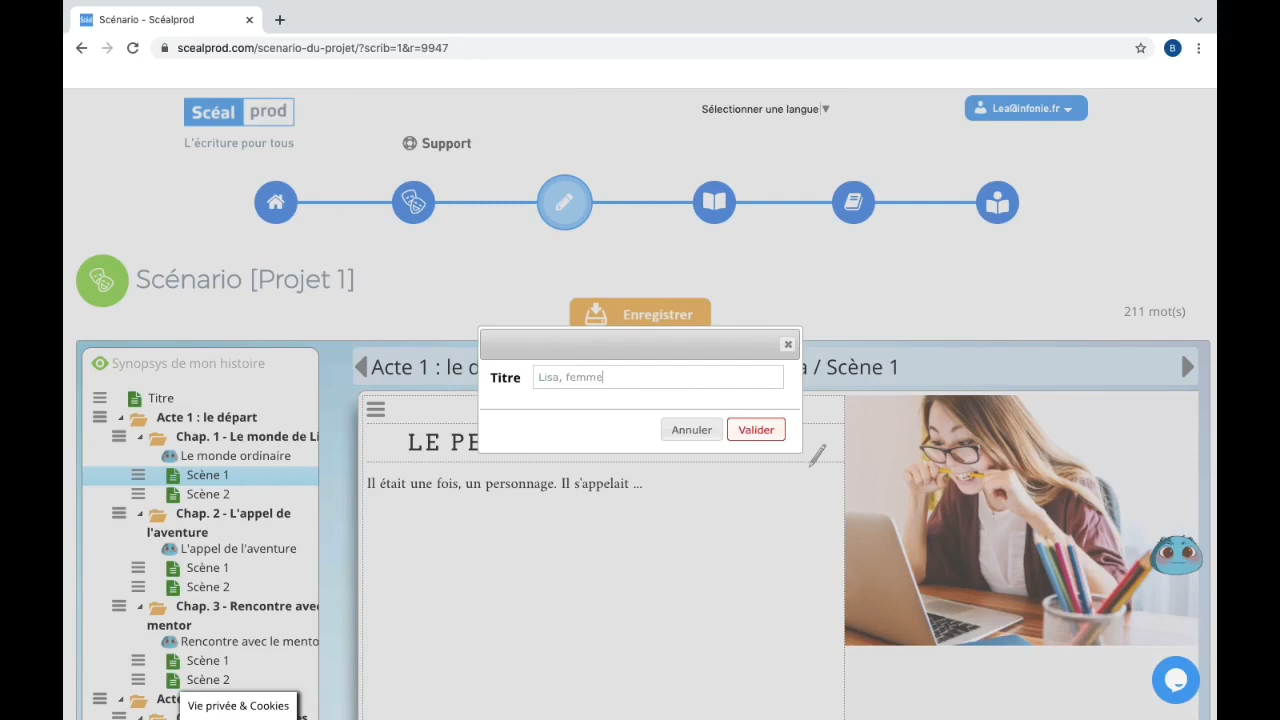 Scénario - Scéalprod
scealprod.com/scenario-du-projet/?scrib=1&r=9947
B
Scéal prod
L'écriture pour tous
Support
Sélectionner une langue
Lea@infonie.fr
Scénario [Projet 1]
Enregistrer
211 mot(s)
Synopsys de mon histoire
Titre
Acte 1 : le départ
Chap. 1 - Le monde de Li
Le monde ordinaire
Scène 1
Scène 2
Chap. 2 - L'appel de
l'aventure
L'appel de l'aventure
Scène 1
Scène 2
Chap. 3 - Rencontre avec
mentor
Rencontre avec le mento
Scène 1
Scène 2
Acte
Vie privée & Cookies
Acte 1 : le d
/ Scène 1
Titre
Lisa, femme
Annuler
Valider
LE PE
Il était une fois, un personnage. Il s'appelait ...